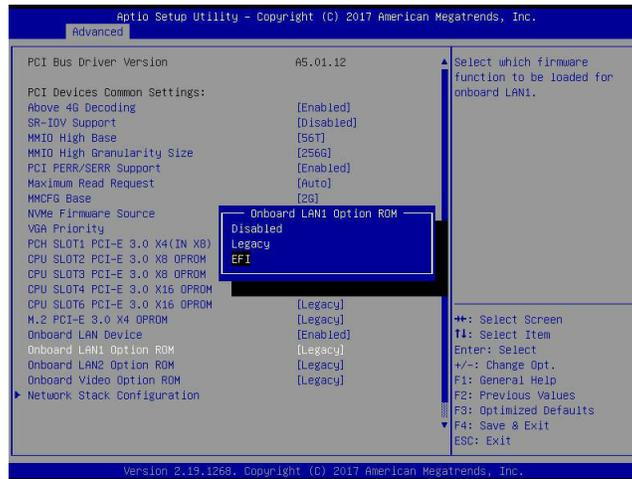 Aptio Setup Utility – Copyright (C) 2017 American Megatrends, Inc.
Advanced
PCI Bus Driver Version A5.01.12
PCI Devices Common Settings:
Above 4G Decoding [Enabled]
SR-IOV Support [Disabled]
MMIO High Base [56T]
MMIO High Granularity Size [256G]
PCI PERR/SERR Support [Enabled]
Maximum Read Request [Auto]
MMCFG Base [2G]
NVMe Firmware Source
VGA Priority
PCH SLOT1 PCI-E 3.0 X4(IN X8)
CPU SLOT2 PCI-E 3.0 X8 OPROM
CPU SLOT3 PCI-E 3.0 X8 OPROM
CPU SLOT4 PCI-E 3.0 X16 OPROM
CPU SLOT6 PCI-E 3.0 X16 OPROM [Legacy]
M.2 PCI-E 3.0 X4 OPROM [Legacy]
Onboard LAN Device [Enabled]
Onboard LAN1 Option ROM [Legacy]
Onboard LAN2 Option ROM [Legacy]
Onboard Video Option ROM [Legacy]
Network Stack Configuration
Onboard LAN1 Option ROM
Disabled
Legacy
EFI
Select which firmware
function to be loaded for
onboard LAN1.
→←: Select Screen
↑↓: Select Item
Enter: Select
+/-: Change Opt.
F1: General Help
F2: Previous Values
F3: Optimized Defaults
F4: Save & Exit
ESC: Exit
Version 2.19.1268. Copyright (C) 2017 American Megatrends, Inc.